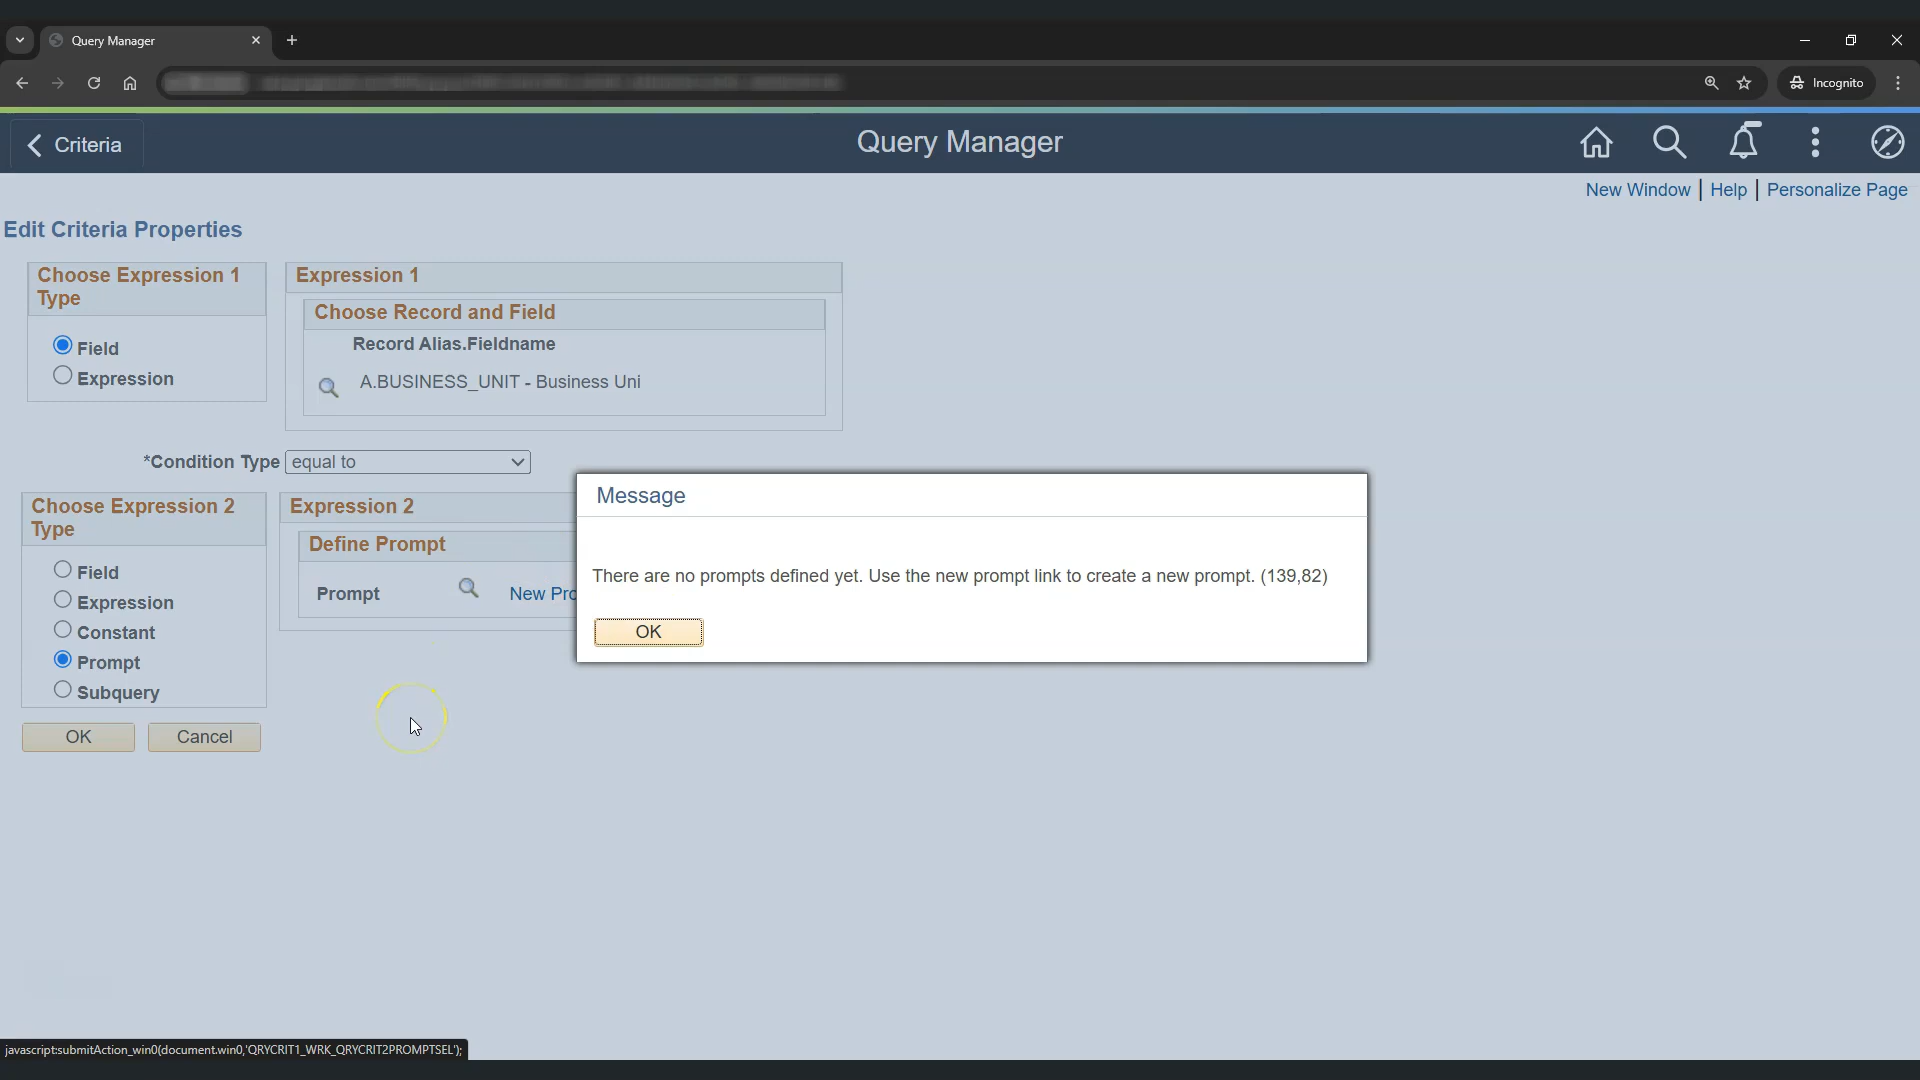 Query Manager
Incognito
Criteria
Query Manager
New Window | Help | Personalize Page
Edit Criteria Properties
Choose Expression 1
Type
Field
Expression
Expression 1
Choose Record and Field
Record Alias.Fieldname
A.BUSINESS_UNIT - Business Uni
*Condition Type equal to
Choose Expression 2
Type
Field
Expression
Constant
Prompt
Subquery
Expression 2
Define Prompt
Prompt New Pro
OK Cancel
Message
There are no prompts defined yet. Use the new prompt link to create a new prompt. (139,82)
OK
javascript:submitAction_win0(document.win0,'QRYCRIT1_WRK_QRYCRIT2PROMPTSEL');